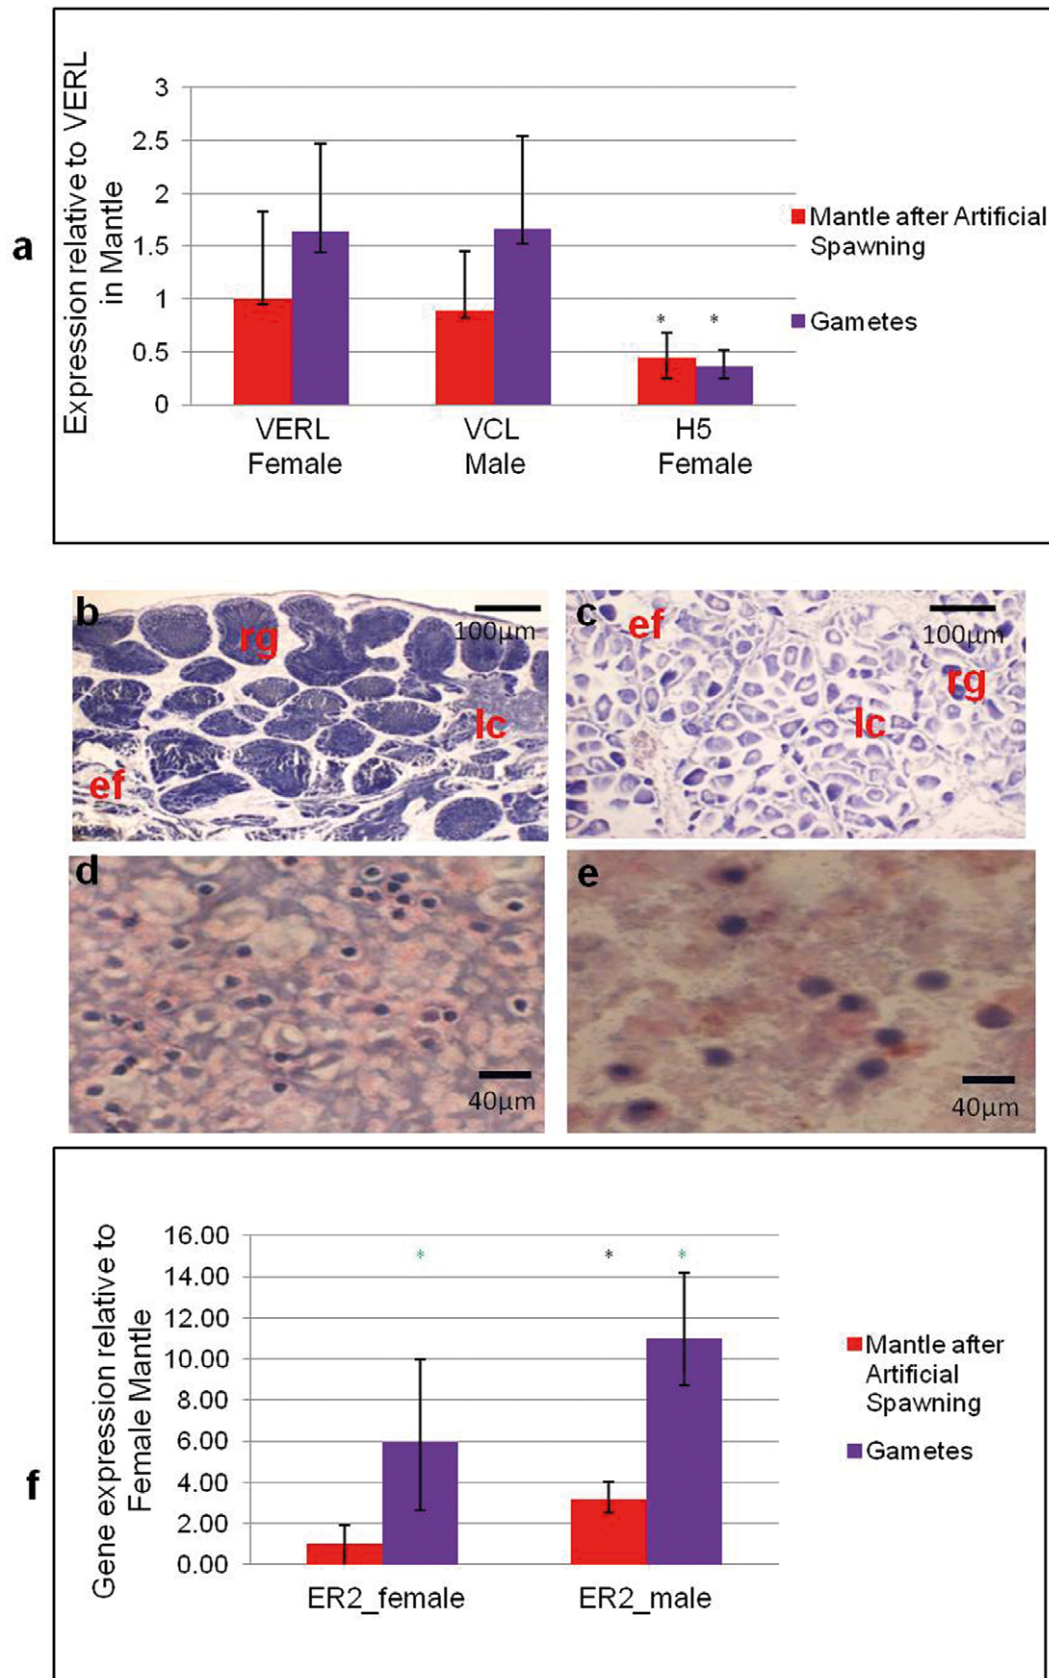 a
Expression relative to VERL
in Mantle
3
2.5
2
1.5
1
0.5
0
* *
VERL
Female
VCL
Male
H5
Female
Mantle after Artificial
Spawning
Gametes
b
100µm
rg
lc
ef
c
100µm
ef
rg
lc
d
40µm
e
40µm
f
Gene expression relative to
Female Mantle
16.00
14.00
12.00
10.00
8.00
6.00
4.00
2.00
0.00
* * *
ER2_female
ER2_male
Mantle after
Artificial
Spawning
Gametes